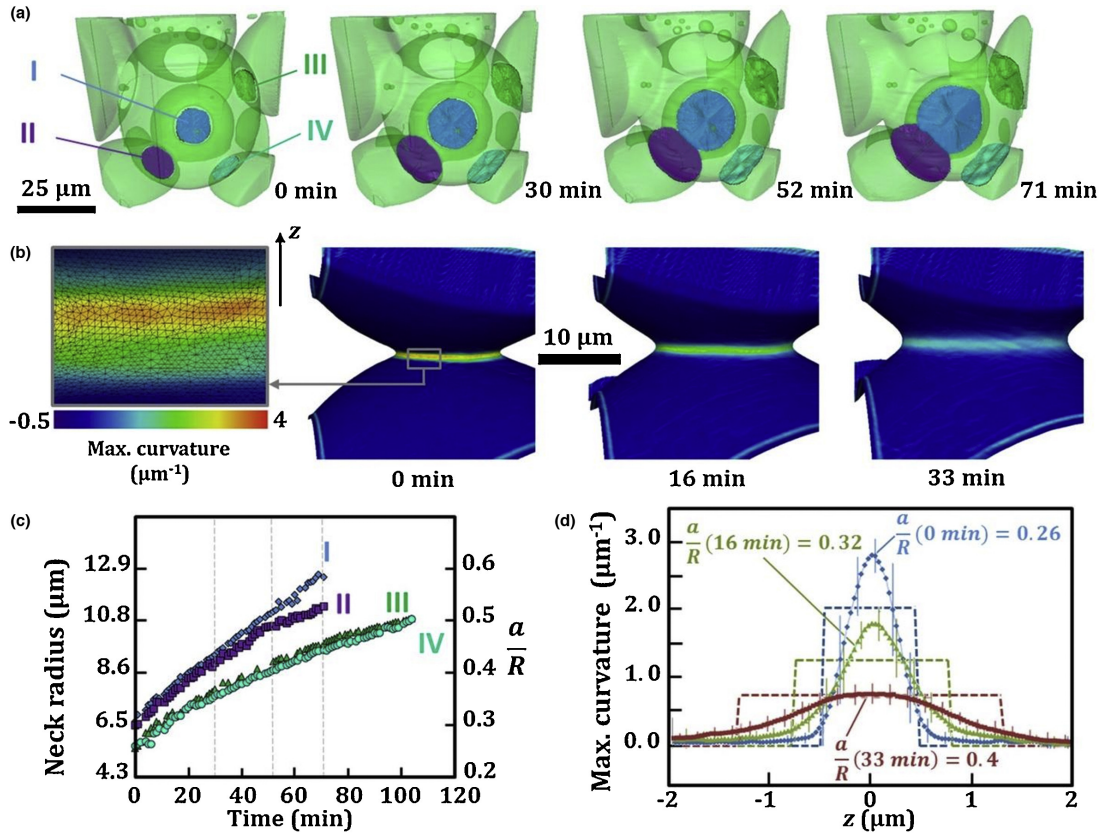 (a)
I
II
III
IV
25 μm
0 min
30 min
52 min
71 min
(b)
z
-0.5
4
Max. curvature
(μm-1)
10 μm
0 min
16 min
33 min
(c)
Neck radius (μm)
12.9
10.8
8.6
6.5
4.3
0
20
40
60
80
100
120
Time (min)
I
II
III
IV
0.6
0.5
0.4
0.3
0.2
a
R
(d)
Max. curvature (μm-1)
3.0
2.0
1.0
0.0
a/R (16 min) = 0.32
a/R (0 min) = 0.26
a/R (33 min) = 0.4
-2
-1
0
1
2
z (μm)